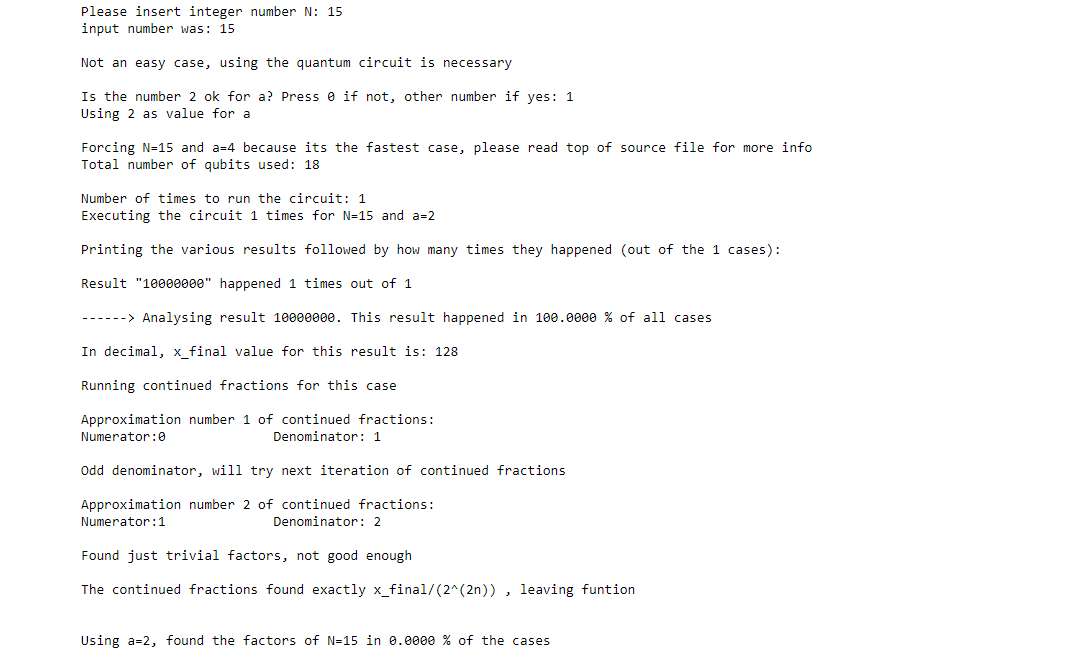 Please insert integer number N: 15
input number was: 15
Not an easy case, using the quantum circuit is necessary
Is the number 2 ok for a? Press 0 if not, other number if yes: 1
Using 2 as value for a
Forcing N=15 and a=4 because its the fastest case, please read top of source file for more info
Total number of qubits used: 18
Number of times to run the circuit: 1
Executing the circuit 1 times for N=15 and a=2
Printing the various results followed by how many times they happened (out of the 1 cases):
Result "10000000" happened 1 times out of 1
------> Analysing result 10000000. This result happened in 100.0000 % of all cases
In decimal, x_final value for this result is: 128
Running continued fractions for this case
Approximation number 1 of continued fractions:
Numerator:0 Denominator: 1
Odd denominator, will try next iteration of continued fractions
Approximation number 2 of continued fractions:
Numerator:1 Denominator: 2
Found just trivial factors, not good enough
The continued fractions found exactly x_final/(2^(2n)) , leaving funtion
Using a=2, found the factors of N=15 in 0.0000 % of the cases